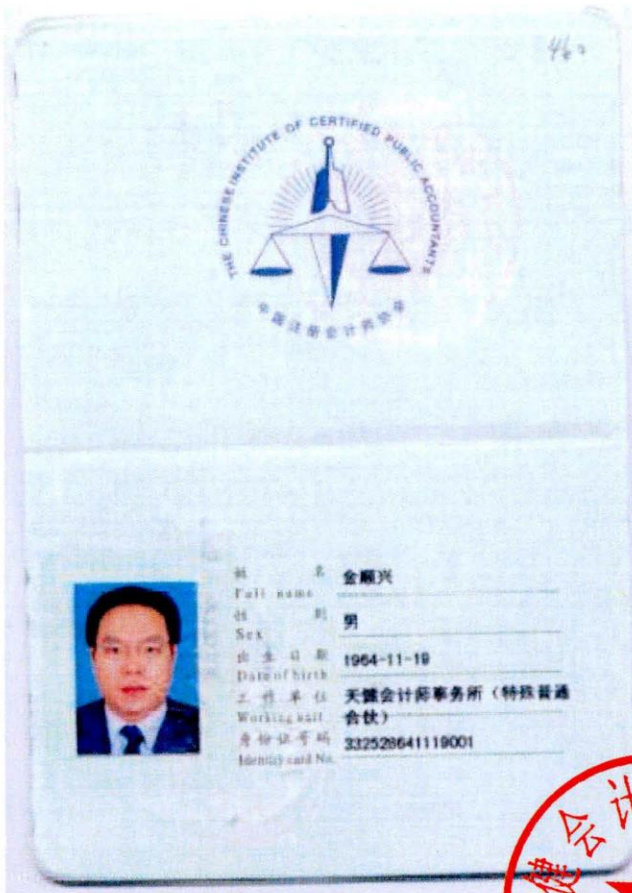 THE CHINESE INSTITUTE OF CERTIFIED PUBLIC ACCOUNTANTS
中国注册会计师协会
姓 名
金顺兴
Full name
性 别
男
Sex
出 生 日 期
1964-11-19
Date of birth
工 作 单 位
天健会计师事务所（特殊普通
Working unit
合伙）
身份证号码
332528641119001
Identity card No.
健会计